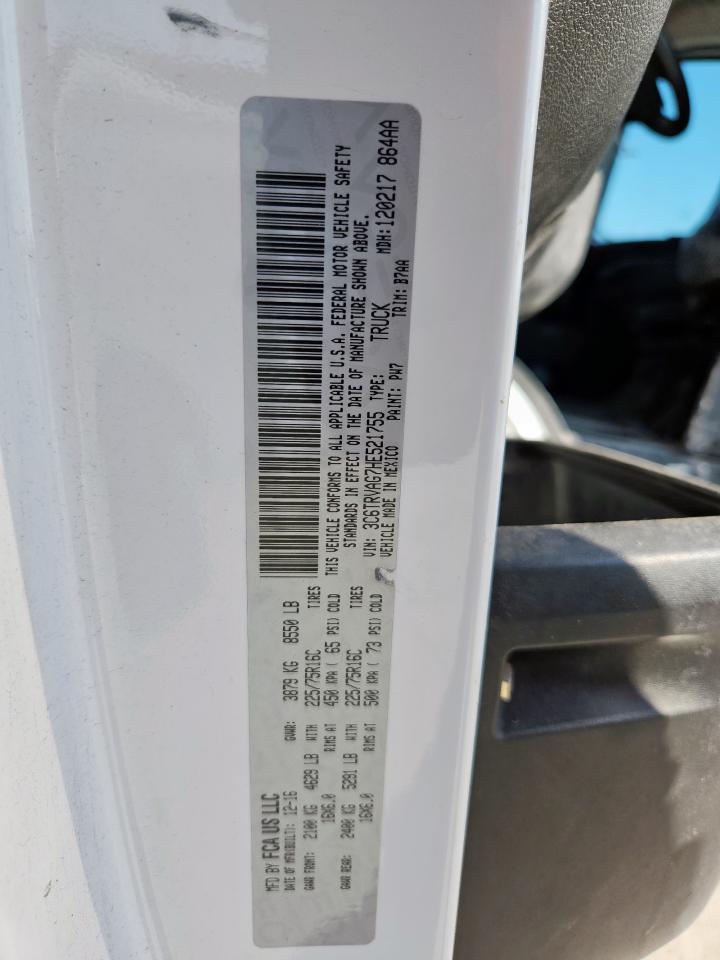 MFD BY FCA US LLC
DATE OF MFR(BUILT): 12-16 GVWR: 3879 KG 8550 LB
GAWR FRONT: 2100 KG 4629 LB WITH 225/75R16C TIRES
16X6.0 RIMS AT 450 KPA ( 65 PSI) COLD
GAWR REAR: 2400 KG 5291 LB WITH 225/75R16C TIRES
16X6.0 RIMS AT 500 KPA ( 73 PSI) COLD
THIS VEHICLE CONFORMS TO ALL APPLICABLE U.S.A. FEDERAL MOTOR VEHICLE SAFETY
STANDARDS IN EFFECT ON THE DATE OF MANUFACTURE SHOWN ABOVE.
VIN: 3C6TRVAG7HE521755 TYPE: TRUCK MDH: 120217 864AA
VEHICLE MADE IN MEXICO PAINT: PW7 TRIM: B7AA